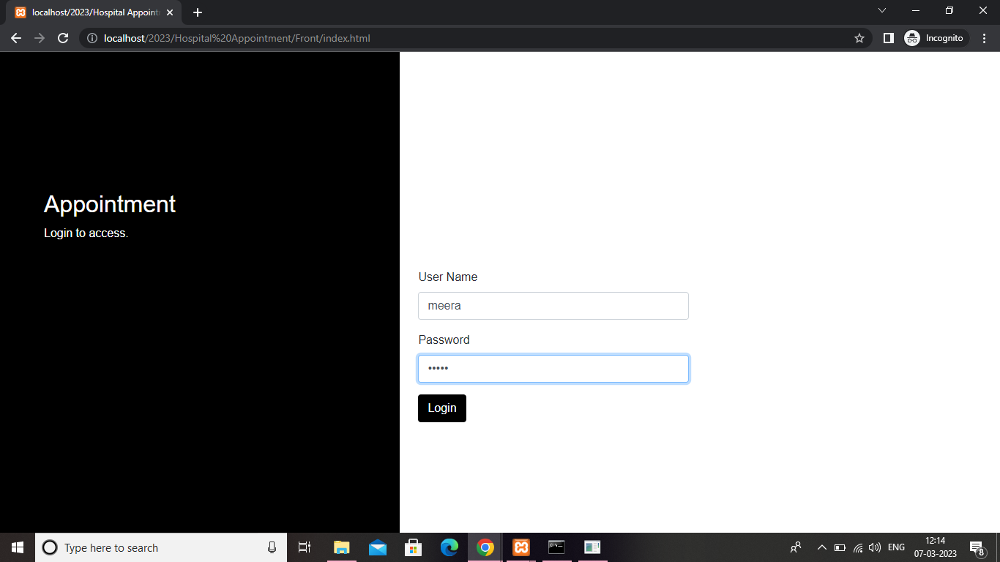 localhost/2023/Hospital Appoint
localhost/2023/Hospital%20Appointment/Front/index.html
Incognito
Appointment
Login to access.
User Name
meera
Password
•••••
Login
Type here to search
ENG
12:14
07-03-2023
8